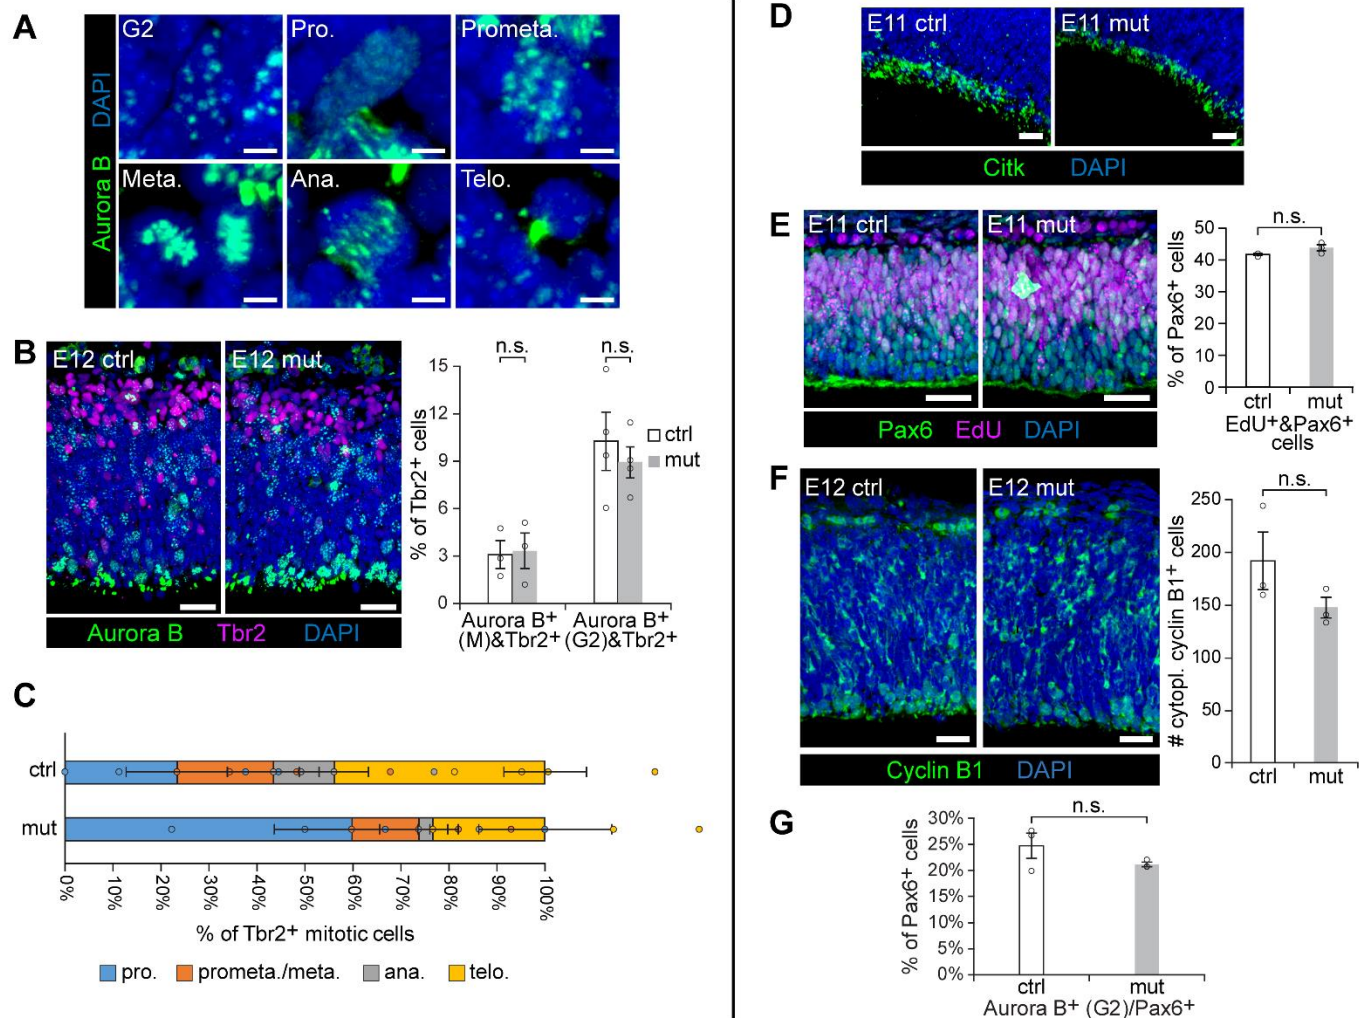 A
G2
Pro.
Prometa.
Meta.
Ana.
Telo.
Aurora B DAPI
B
E12 ctrl
E12 mut
Aurora B Tbr2 DAPI
% of Tbr2+ cells
15
12
9
6
3
0
n.s.
n.s.
ctrl
mut
Aurora B+
(M)&Tbr2+
Aurora B+
(G2)&Tbr2+
C
ctrl
mut
0%
10%
20%
30%
40%
50%
60%
70%
80%
90%
100%
% of Tbr2+ mitotic cells
pro.
prometa./meta.
ana.
telo.
D
E11 ctrl
E11 mut
Citk DAPI
E
E11 ctrl
E11 mut
Pax6 EdU DAPI
% of Pax6+ cells
50
40
30
20
10
0
n.s.
ctrl
mut
EdU+&Pax6+
cells
F
E12 ctrl
E12 mut
Cyclin B1 DAPI
# cytopl. cyclin B1+ cells
250
200
150
100
50
0
n.s.
ctrl
mut
G
% of Pax6+ cells
30%
25%
20%
15%
10%
5%
0%
n.s.
ctrl
mut
Aurora B+ (G2)/Pax6+